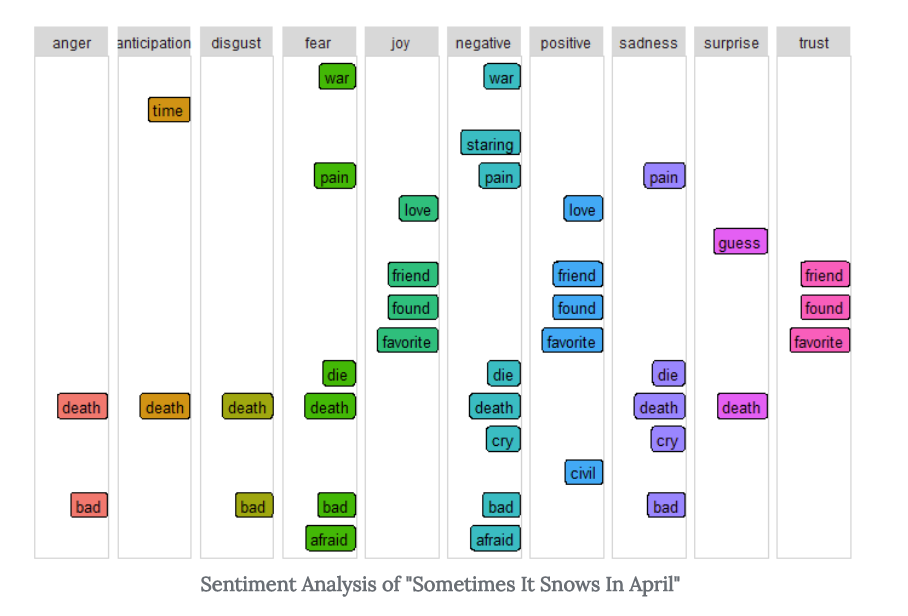 anger anticipation disgust fear joy negative positive sadness surprise trust
war war
time
staring
pain pain pain
love love
guess
friend friend friend
found found found
favorite favorite favorite
die die die
death death death death death death death
cry cry
civil
bad bad bad bad bad
afraid afraid
Sentiment Analysis of "Sometimes It Snows In April"